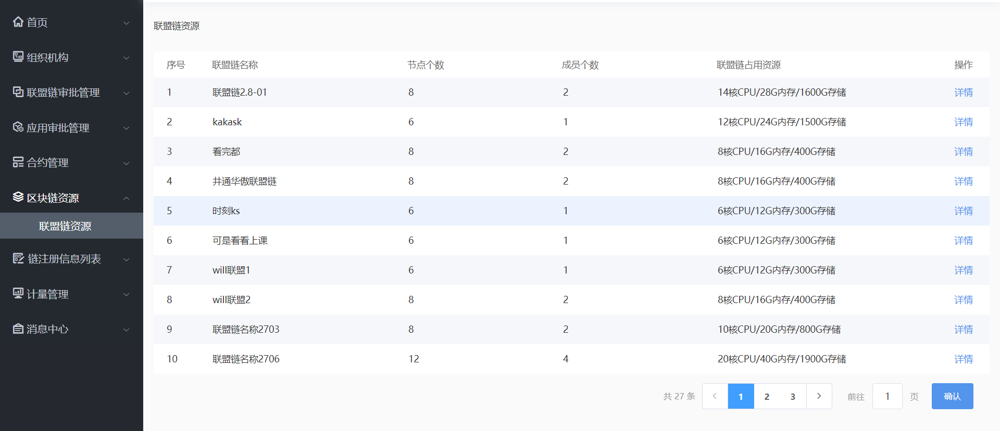 首页
组织机构
联盟链审批管理
应用审批管理
合约管理
区块链资源
联盟链资源
链注册信息列表
计量管理
消息中心
联盟链资源
序号 联盟链名称 节点个数 成员个数 联盟链占用资源 操作
1 联盟链2.8-01 8 2 14核CPU/28G内存/1600G存储 详情
2 kakask 6 1 12核CPU/24G内存/1500G存储 详情
3 看完都 8 2 8核CPU/16G内存/400G存储 详情
4 井通华傲联盟链 8 2 8核CPU/16G内存/400G存储 详情
5 时刻ks 6 1 6核CPU/12G内存/300G存储 详情
6 可是看看上课 6 1 6核CPU/12G内存/300G存储 详情
7 will联盟1 6 1 6核CPU/12G内存/300G存储 详情
8 will联盟2 8 2 8核CPU/16G内存/400G存储 详情
9 联盟链名称2703 8 2 10核CPU/20G内存/800G存储 详情
10 联盟链名称2706 12 4 20核CPU/40G内存/1900G存储 详情
共 27 条 1 2 3 前往 1 页 确认